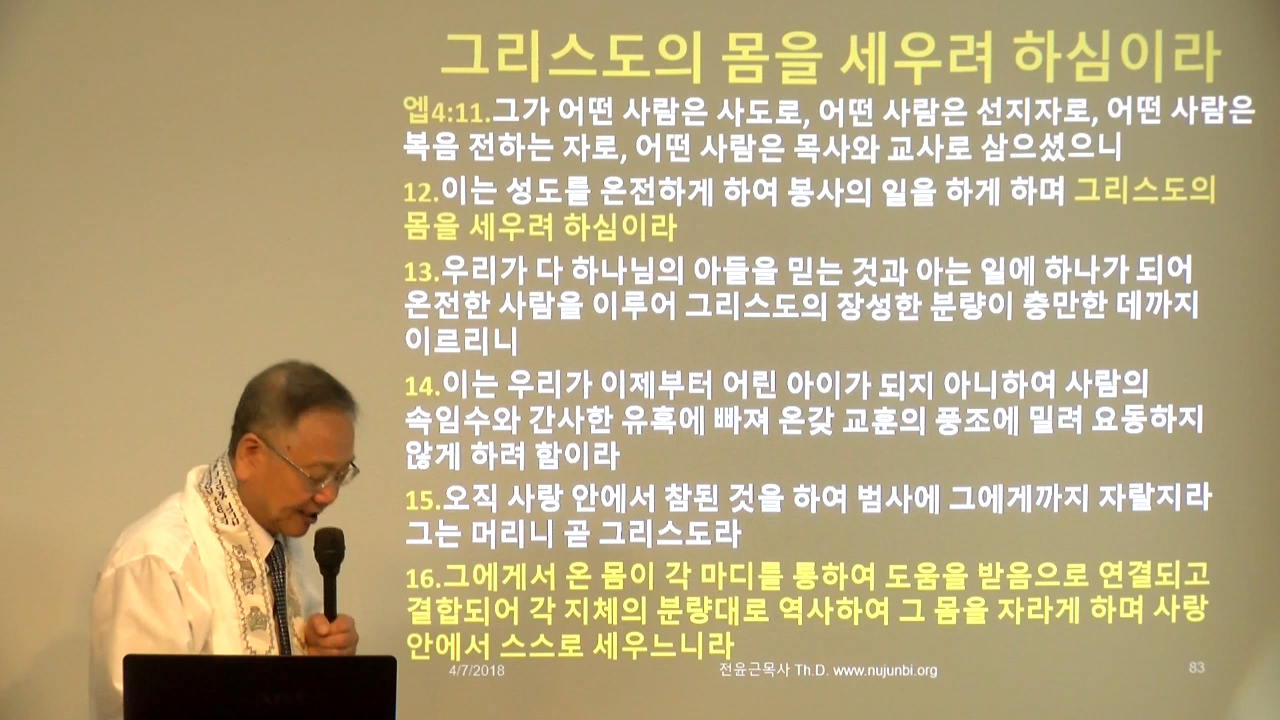 그리스도의 몸을 세우려 하심이라
엡4:11.그가 어떤 사람은 사도로, 어떤 사람은 선지자로, 어떤 사람은
복음 전하는 자로, 어떤 사람은 목사와 교사로 삼으셨으니
12.이는 성도를 온전하게 하여 봉사의 일을 하게 하며 그리스도의
몸을 세우려 하심이라
13.우리가 다 하나님의 아들을 믿는 것과 아는 일에 하나가 되어
온전한 사람을 이루어 그리스도의 장성한 분량이 충만한 데까지
이르리니
14.이는 우리가 이제부터 어린 아이가 되지 아니하여 사람의
속임수와 간사한 유혹에 빠져 온갖 교훈의 풍조에 밀려 요동하지
않게 하려 함이라
15.오직 사랑 안에서 참된 것을 하여 범사에 그에게까지 자랄지라
그는 머리니 곧 그리스도라
16.그에게서 온 몸이 각 마디를 통하여 도움을 받음으로 연결되고
결합되어 각 지체의 분량대로 역사하여 그 몸을 자라게 하며 사랑
안에서 스스로 세우느니라
4/7/2018 전윤근목사 Th.D. www.nujunbi.org 83